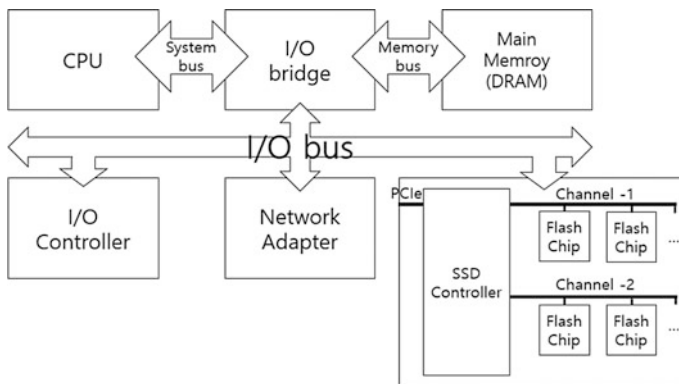 CPU
System
bus
I/O
bridge
Memory
bus
Main
Memroy
(DRAM)
I/O bus
I/O
Controller
Network
Adapter
PCIe
SSD
Controller
Channel -1
Flash
Chip
Flash
Chip
...
Channel -2
Flash
Chip
Flash
Chip
...